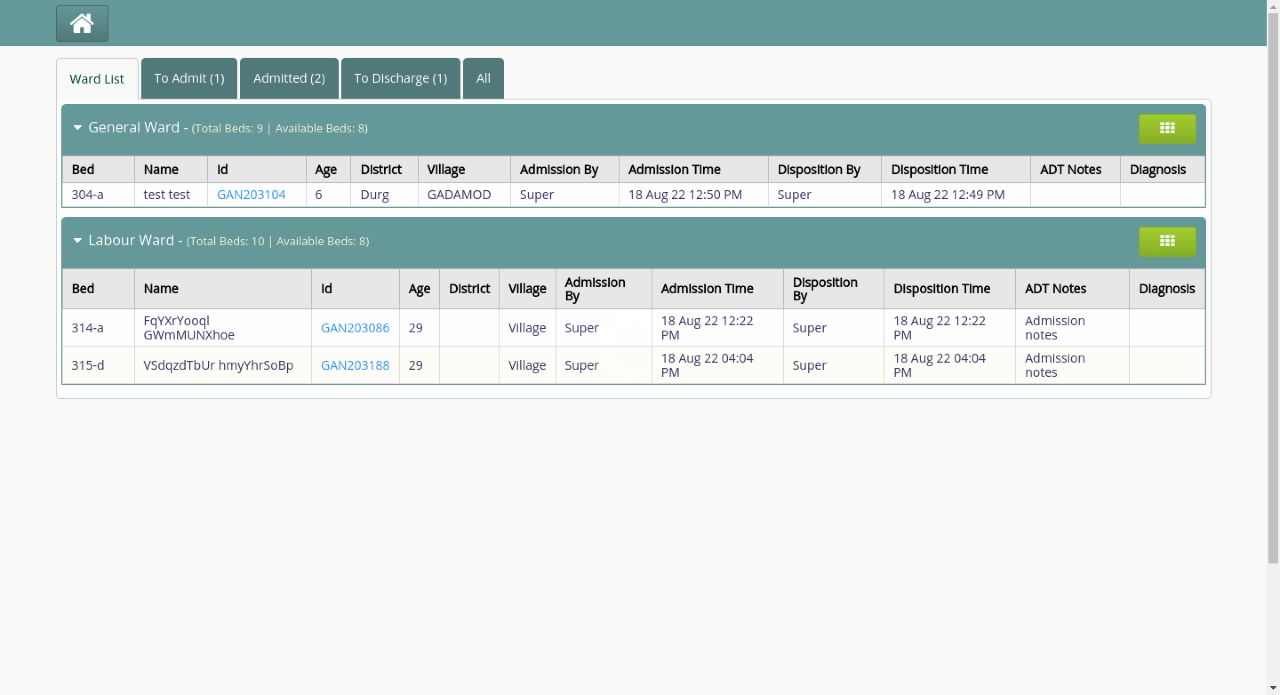 Ward List To Admit (1) Admitted (2) To Discharge (1) All
General Ward - (Total Beds: 9 | Available Beds: 8)
Bed Name Id Age District Village Admission By Admission Time Disposition By Disposition Time ADT Notes Diagnosis
304-a test test GAN203104 6 Durg GADAMOD Super 18 Aug 22 12:50 PM Super 18 Aug 22 12:49 PM
Labour Ward - (Total Beds: 10 | Available Beds: 8)
Bed Name Id Age District Village Admission By Admission Time Disposition By Disposition Time ADT Notes Diagnosis
314-a FqYXrYooql GWmMUNXhoe GAN203086 29 Village Super 18 Aug 22 12:22 PM Super 18 Aug 22 12:22 PM Admission notes
315-d VSdqzdTbUr hmyYhrSoBp GAN203188 29 Village Super 18 Aug 22 04:04 PM Super 18 Aug 22 04:04 PM Admission notes